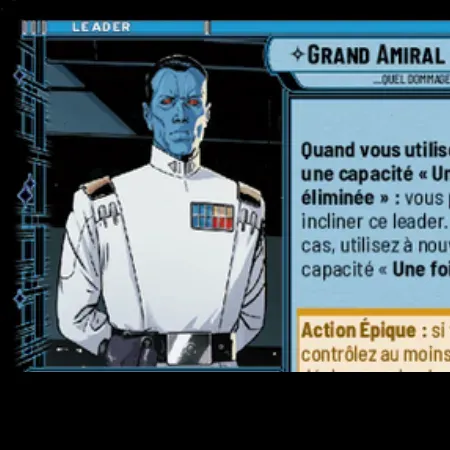 LEADER
GRAND AMIRAL
...QUEL DOMMAGE
Quand vous utilise
une capacité « Un
éliminée » : vous p
incliner ce leader.
cas, utilisez à nouv
capacité « Une foi
Action Épique : si
contrôlez au moins